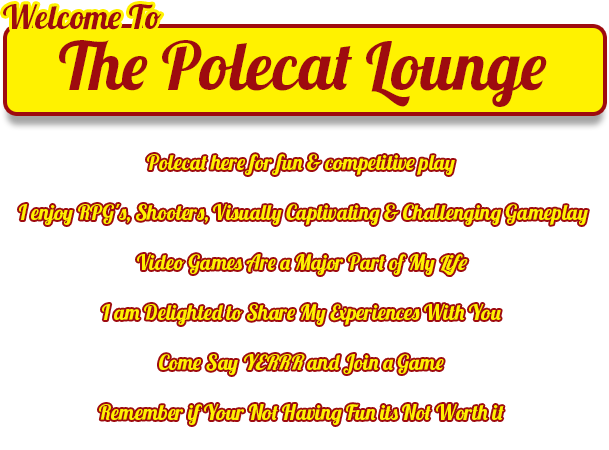 Welcome To
The Polecat Lounge
Polecat here for fun & competitive play
I enjoy RPG's, Shooters, Visually Captivating & Challenging Gameplay
Video Games Are a Major Part of My Life
I am Delighted to Share My Experiences With You
Come Say YERRR and Join a Game
Remember if Your Not Having Fun its Not Worth it